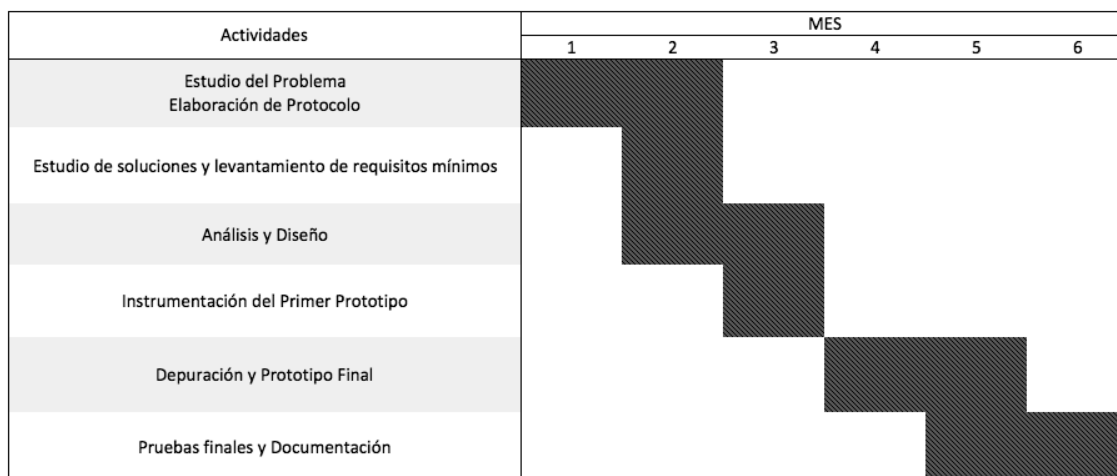 Actividades
MES
1 2 3 4 5 6
Estudio del Problema
Elaboración de Protocolo
Estudio de soluciones y levantamiento de requisitos mínimos
Análisis y Diseño
Instrumentación del Primer Prototipo
Depuración y Prototipo Final
Pruebas finales y Documentación